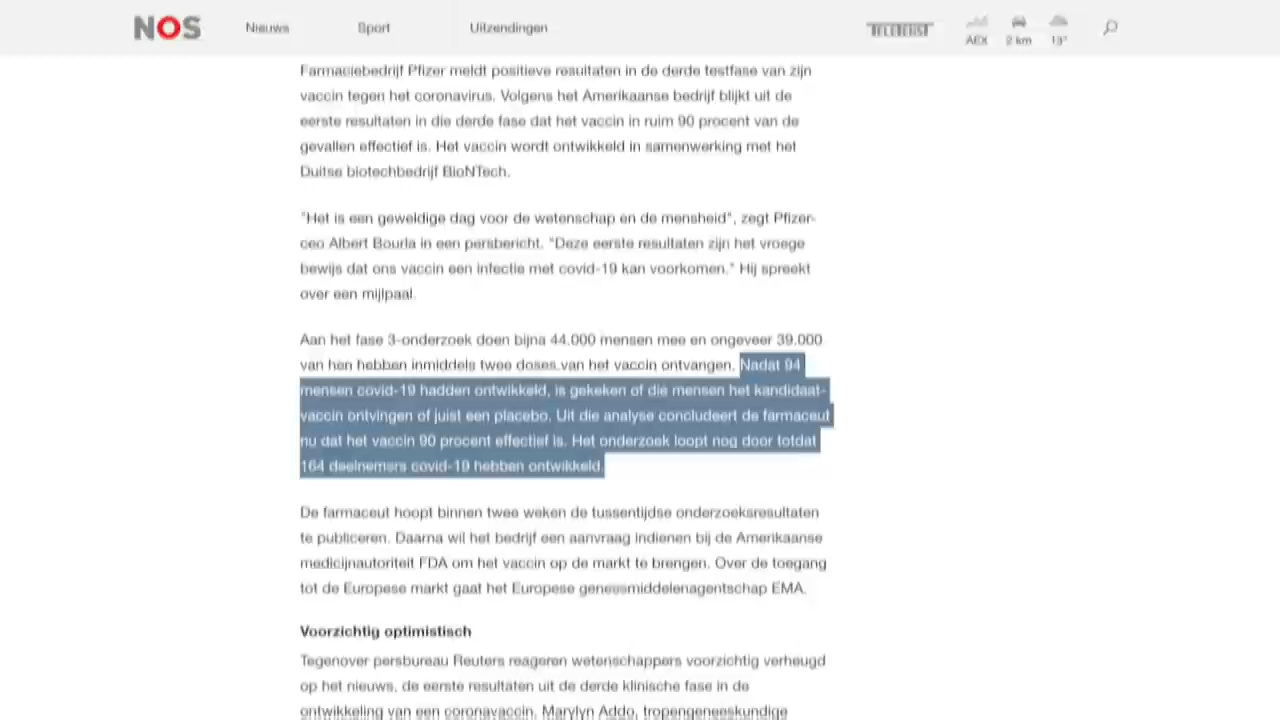 NOS Nieuws Sport Uitzendingen TELETEKST
AEX 2 km 13°
Farmaciebedrijf Pfizer meldt positieve resultaten in de derde testfase van zijn
vaccin tegen het coronavirus. Volgens het Amerikaanse bedrijf blijkt uit de
eerste resultaten in die derde fase dat het vaccin in ruim 90 procent van de
gevallen effectief is. Het vaccin wordt ontwikkeld in samenwerking met het
Duitse biotechbedrijf BioNTech.
"Het is een geweldige dag voor de wetenschap en de mensheid", zegt Pfizer-
ceo Albert Bourla in een persbericht. "Deze eerste resultaten zijn het vroege
bewijs dat ons vaccin een infectie met covid-19 kan voorkomen." Hij spreekt
over een mijlpaal.
Aan het fase 3-onderzoek doen bijna 44.000 mensen mee en ongeveer 39.000
van hen hebben inmiddels twee doses van het vaccin ontvangen. Nadat 94
mensen covid-19 hadden ontwikkeld, is gekeken of die mensen het kandidaat-
vaccin ontvingen of juist een placebo. Uit die analyse concludeert de farmaceut
nu dat het vaccin 90 procent effectief is. Het onderzoek loopt nog door totdat
164 deelnemers covid-19 hebben ontwikkeld.
De farmaceut hoopt binnen twee weken de tussentijdse onderzoeksresultaten
te publiceren. Daarna wil het bedrijf een aanvraag indienen bij de Amerikaanse
medicijnautoriteit FDA om het vaccin op de markt te brengen. Over de toegang
tot de Europese markt gaat het Europese geneesmiddelenagentschap EMA.
Voorzichtig optimistisch
Tegenover persbureau Reuters reageren wetenschappers voorzichtig verheugd
op het nieuws, de eerste resultaten uit de derde klinische fase in de
ontwikkeling van een coronavaccin. Marylyn Addo, tropengeneeskundige